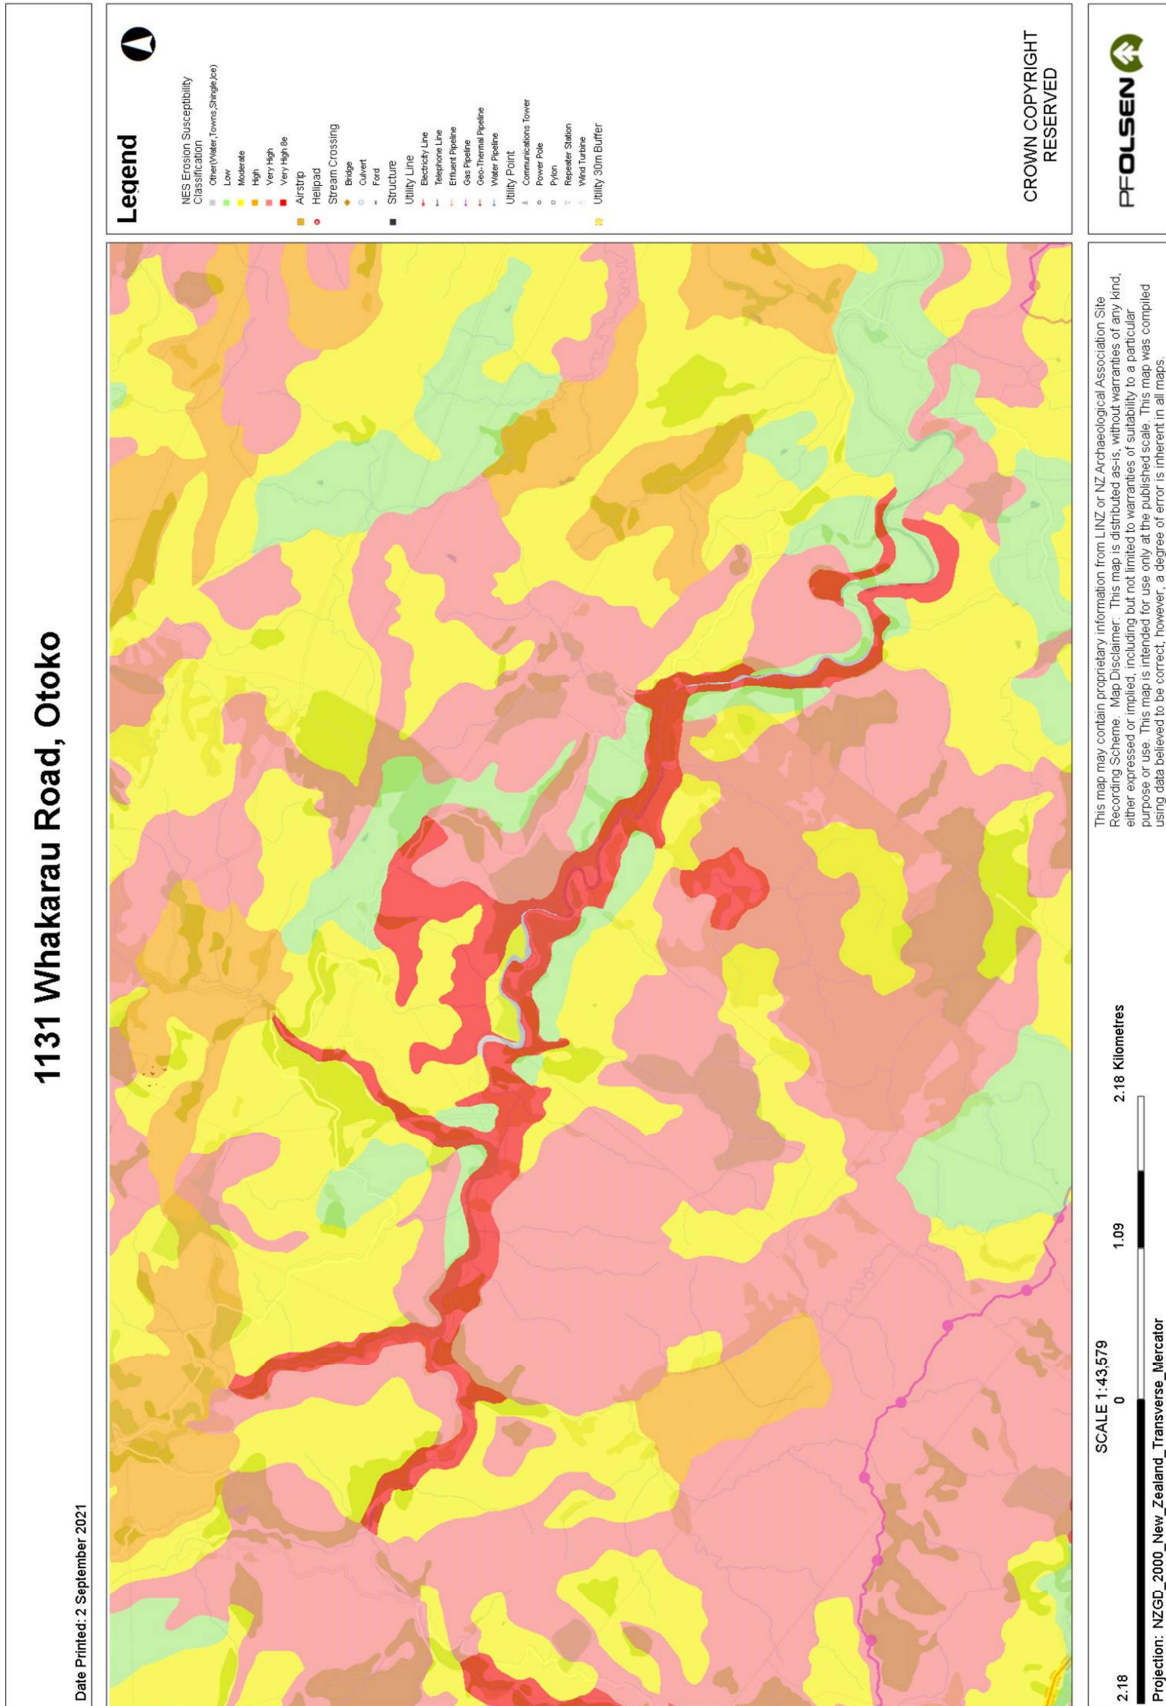 1131 Whakarau Road, Otoko
Date Printed: 2 September 2021
Legend
NES Erosion Susceptibility
Classification
Other(Water,Towns,Shingle,Ice)
Low
Moderate
High
Very High
Very High 8e
Airstrip
Helipad
Stream Crossing
Bridge
Culvert
Ford
Structure
Utility Line
Electricity Line
Telephone Line
Effluent Pipeline
Gas Pipeline
Geo-Thermal Pipeline
Water Pipeline
Utility Point
Communications Tower
Power Pole
Pylon
Repeater Station
Wind Turbine
Utility 30m Buffer
CROWN COPYRIGHT
RESERVED
SCALE 1:43,579
2.18 0 1.09 2.18 Kilometres
Projection: NZGD_2000_New_Zealand_Transverse_Mercator
This map may contain proprietary information from LINZ or NZ Archaeological Association Site
Recording Scheme. Map Disclaimer: This map is distributed as-is, without warranties of any kind,
either expressed or implied, including but not limited to warranties of suitability to a particular
purpose or use. This map is intended for use only at the published scale. This map was compiled
using data believed to be correct, however, a degree of error is inherent in all maps.
PF OLSEN